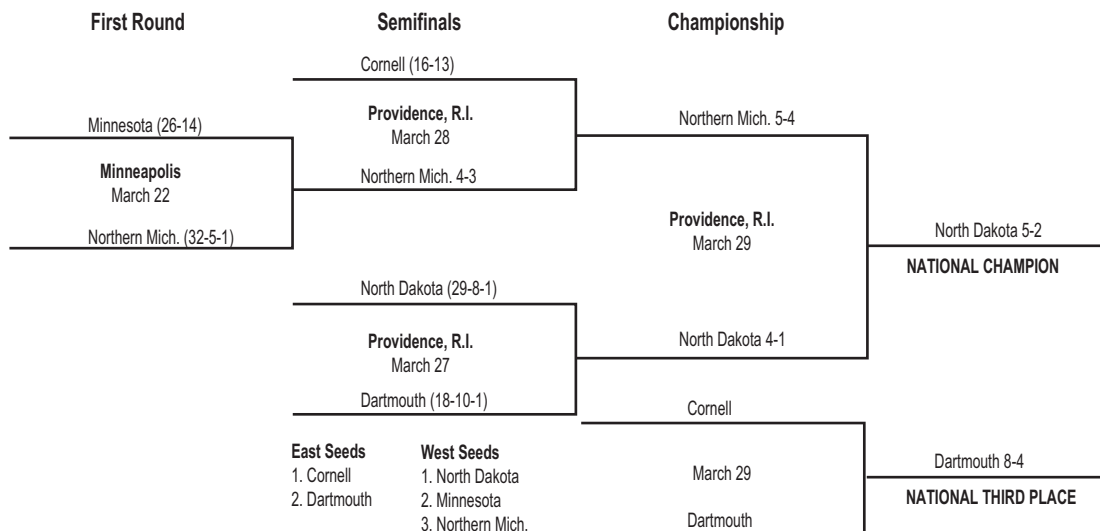 First Round
Semifinals
Championship
Cornell (16-13)
Minnesota (26-14)
Providence, R.I.
March 28
Northern Mich. 5-4
Minneapolis
March 22
Northern Mich. 4-3
Northern Mich. (32-5-1)
Providence, R.I.
March 29
North Dakota 5-2
NATIONAL CHAMPION
North Dakota (29-8-1)
Providence, R.I.
March 27
North Dakota 4-1
Dartmouth (18-10-1)
Cornell
East Seeds
1. Cornell
2. Dartmouth
West Seeds
1. North Dakota
2. Minnesota
3. Northern Mich.
March 29
Dartmouth
Dartmouth 8-4
NATIONAL THIRD PLACE